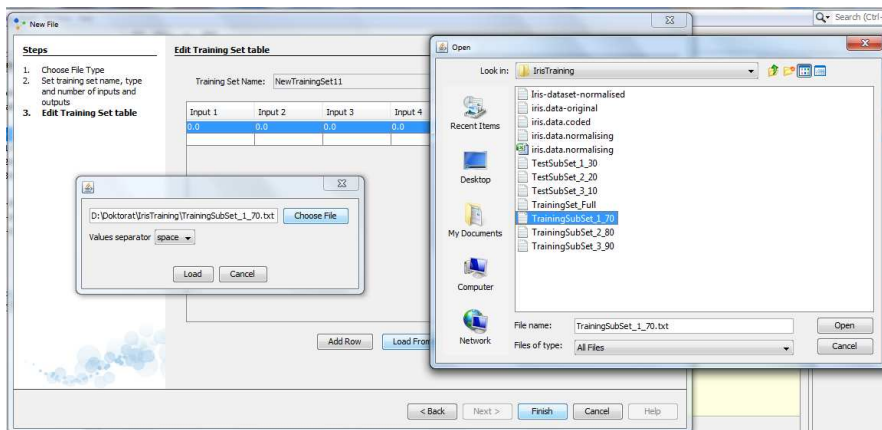 New File
Steps
1. Choose File Type
2. Set training set name, type
and number of inputs and
outputs
3. Edit Training Set table
Edit Training Set table
Training Set Name: NewTrainingSet11
Input 1 Input 2 Input 3 Input 4
0.0 0.0 0.0 0.0
D:\Doktorat\IrisTraining\TrainingSubSet_1_70.txt Choose File
Values separator space
Load Cancel
Add Row Load From
< Back Next > Finish Cancel Help
Search (Ctrl-
Open
Look in: IrisTraining
Recent Items
Desktop
My Documents
Computer
Network
Iris-dataset-normalised
iris.data-original
iris.data.coded
iris.data.normalising
iris.data.normalising
TestSubSet_1_30
TestSubSet_2_20
TestSubSet_3_10
TrainingSet_Full
TrainingSubSet_1_70
TrainingSubSet_2_80
TrainingSubSet_3_90
File name: TrainingSubSet_1_70.txt Open
Files of type: All Files Cancel